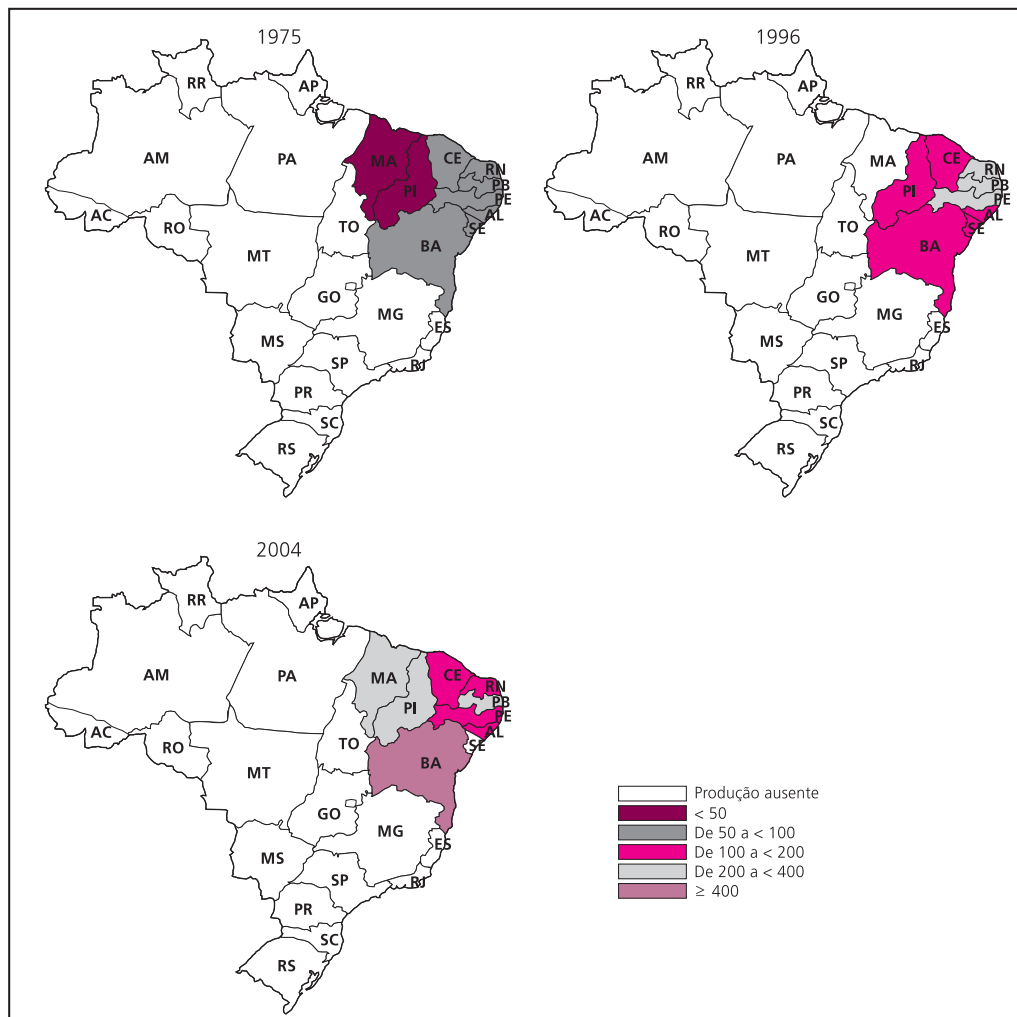 1975
RR
AP
AM
PA
MA
CE
RN
PB
PE
AL
SE
PI
AC
RO
TO
BA
MT
GO
MG
ES
MS
SP
RJ
PR
SC
RS
1996
RR
AP
AM
PA
MA
CE
RN
PB
PE
AL
SE
PI
AC
RO
TO
BA
MT
GO
MG
ES
MS
SP
RJ
PR
SC
RS
2004
RR
AP
AM
PA
MA
CE
RN
PB
PE
AL
SE
PI
AC
RO
TO
BA
MT
GO
MG
ES
MS
SP
RJ
PR
SC
RS
Produção ausente
< 50
De 50 a < 100
De 100 a < 200
De 200 a < 400
≥ 400